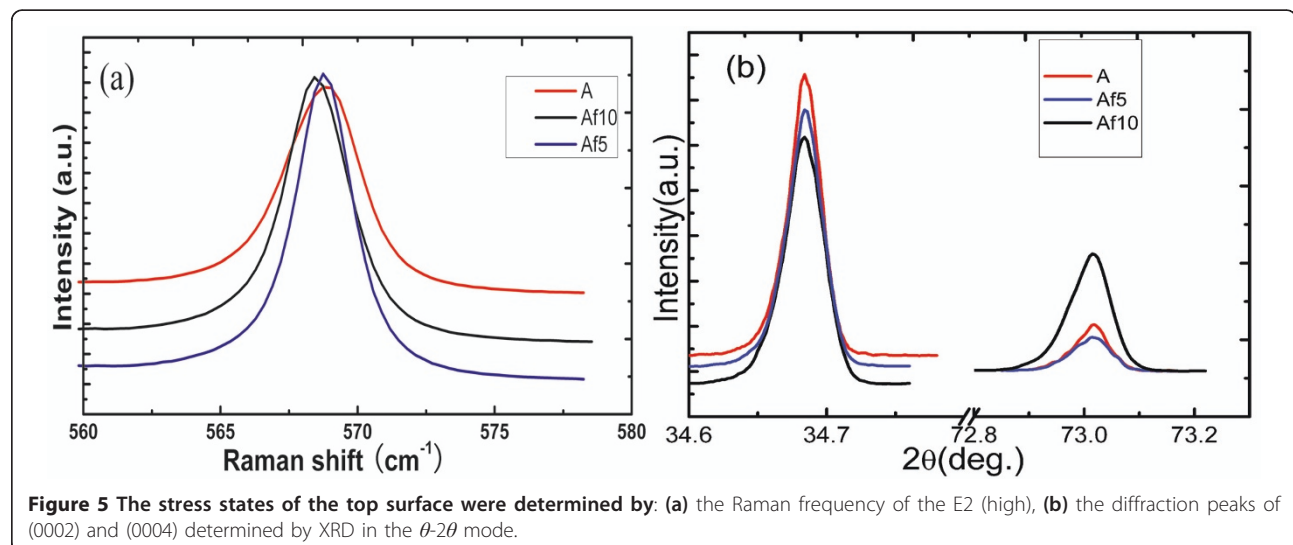 (a)
A
Af10
Af5
Intensity (a.u.)
560 565 570 575 580
Raman shift (cm-1)
(b)
A
Af5
Af10
Intensity(a.u.)
34.6 34.7 72.8 73.0 73.2
2θ(deg.)
Figure 5 The stress states of the top surface were determined by: (a) the Raman frequency of the E2 (high), (b) the diffraction peaks of
(0002) and (0004) determined by XRD in the θ-2θ mode.